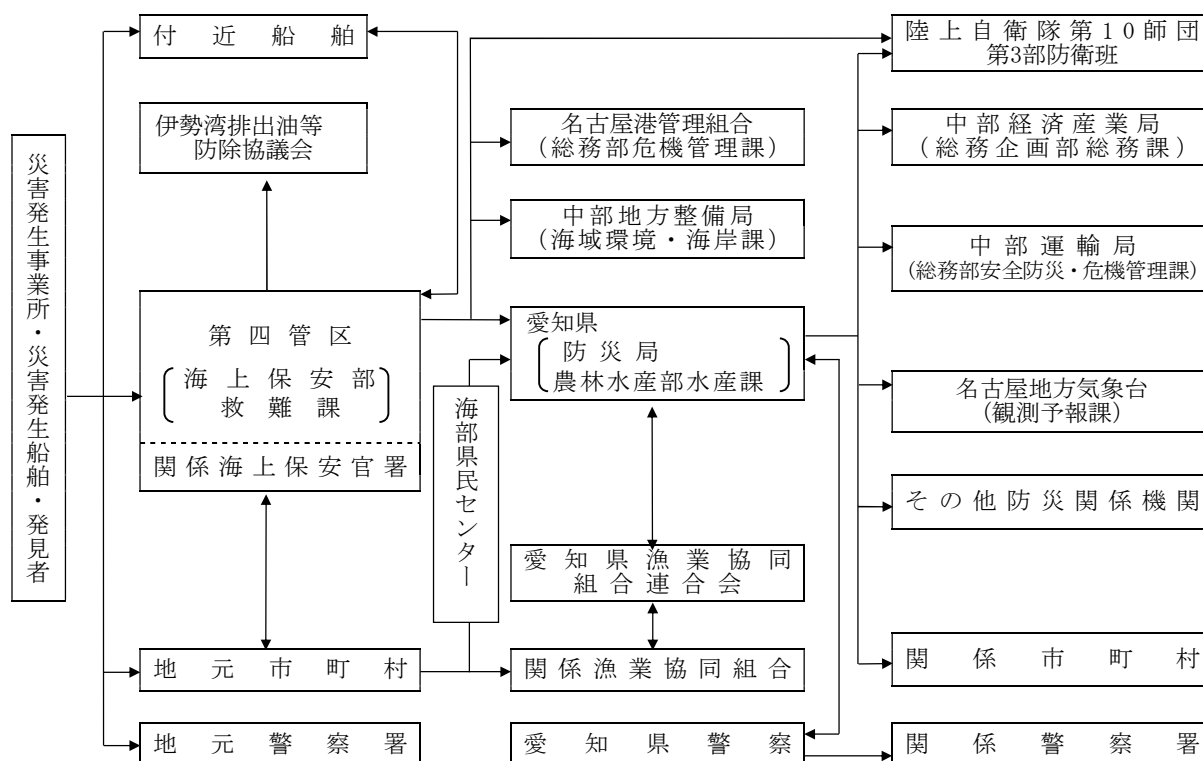 災害発生事業所・災害発生船舶・発見者
付近船舶
伊勢湾排出油等
防除協議会
第四管区
海上保安部
救難課
関係海上保安官署
地元市町村
地元警察署
海部県民センター
名古屋港管理組合
(総務部危機管理課)
中部地方整備局
(海域環境・海岸課)
愛知県
防災局
農林水産部水産課
愛知県漁業協同
組合連合会
関係漁業協同組合
愛知県警察
陸上自衛隊第10師団
第3部防衛班
中部経済産業局
(総務企画部総務課)
中部運輸局
(総務部安全防災・危機管理課)
名古屋地方気象台
(観測予報課)
その他防災関係機関
関係市町村
関係警察署